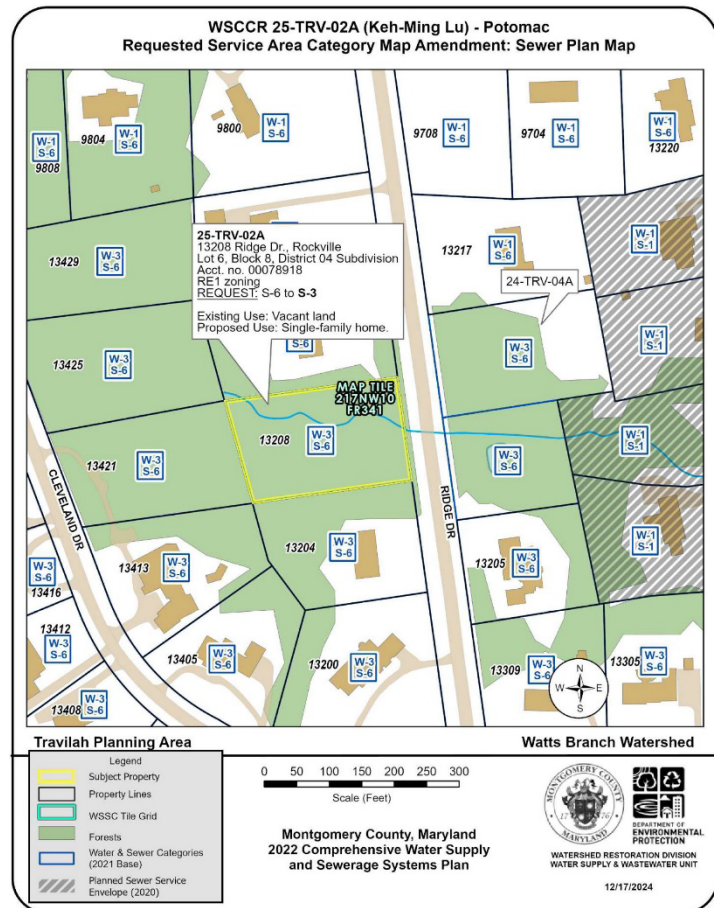 WSCCR 25-TRV-02A (Keh-Ming Lu) - Potomac
Requested Service Area Category Map Amendment: Sewer Plan Map
9804
W-1
S-6
9808
W-1
S-6
9800
W-1
S-6
9708
W-1
S-6
9704
W-1
S-6
13220
W-1
S-6
25-TRV-02A
13208 Ridge Dr., Rockville
Lot 6, Block 8, District 04 Subdivision
Acct. no. 00078918
RE1 zoning
REQUEST: S-6 to S-3
Existing Use: Vacant land
Proposed Use: Single-family home.
13429
W-3
S-6
13217
W-1
S-6
W-1
S-1
24-TRV-04A
13425
W-3
S-6
S-6
W-3
S-6
W-1
S-1
MAP TILE
217NW10
FR341
13421
W-3
S-6
13208
W-3
S-6
W-3
S-6
W-1
S-1
CLEVELAND DR
RIDGE DR
13204
W-3
S-6
13205
W-3
S-6
W-1
S-1
13413
W-3
S-6
W-3
S-6
13416
13412
W-3
S-6
13405
W-3
S-6
13200
W-3
S-6
13309
W-3
S-6
13305
W-3
S-6
13408
W-3
S-6
N
W
E
S
Travilah Planning Area
Watts Branch Watershed
Legend
Subject Property
Property Lines
WSSC Tile Grid
Forests
Water & Sewer Categories
(2021 Base)
Planned Sewer Service
Envelope (2020)
0 50 100 150 200 300
Scale (Feet)
Montgomery County, Maryland
2022 Comprehensive Water Supply
and Sewerage Systems Plan
MONTGOMERY COUNTY
17 76
MARYLAND
DEPARTMENT OF
ENVIRONMENTAL
PROTECTION
WATERSHED RESTORATION DIVISION
WATER SUPPLY & WASTEWATER UNIT
12/17/2024